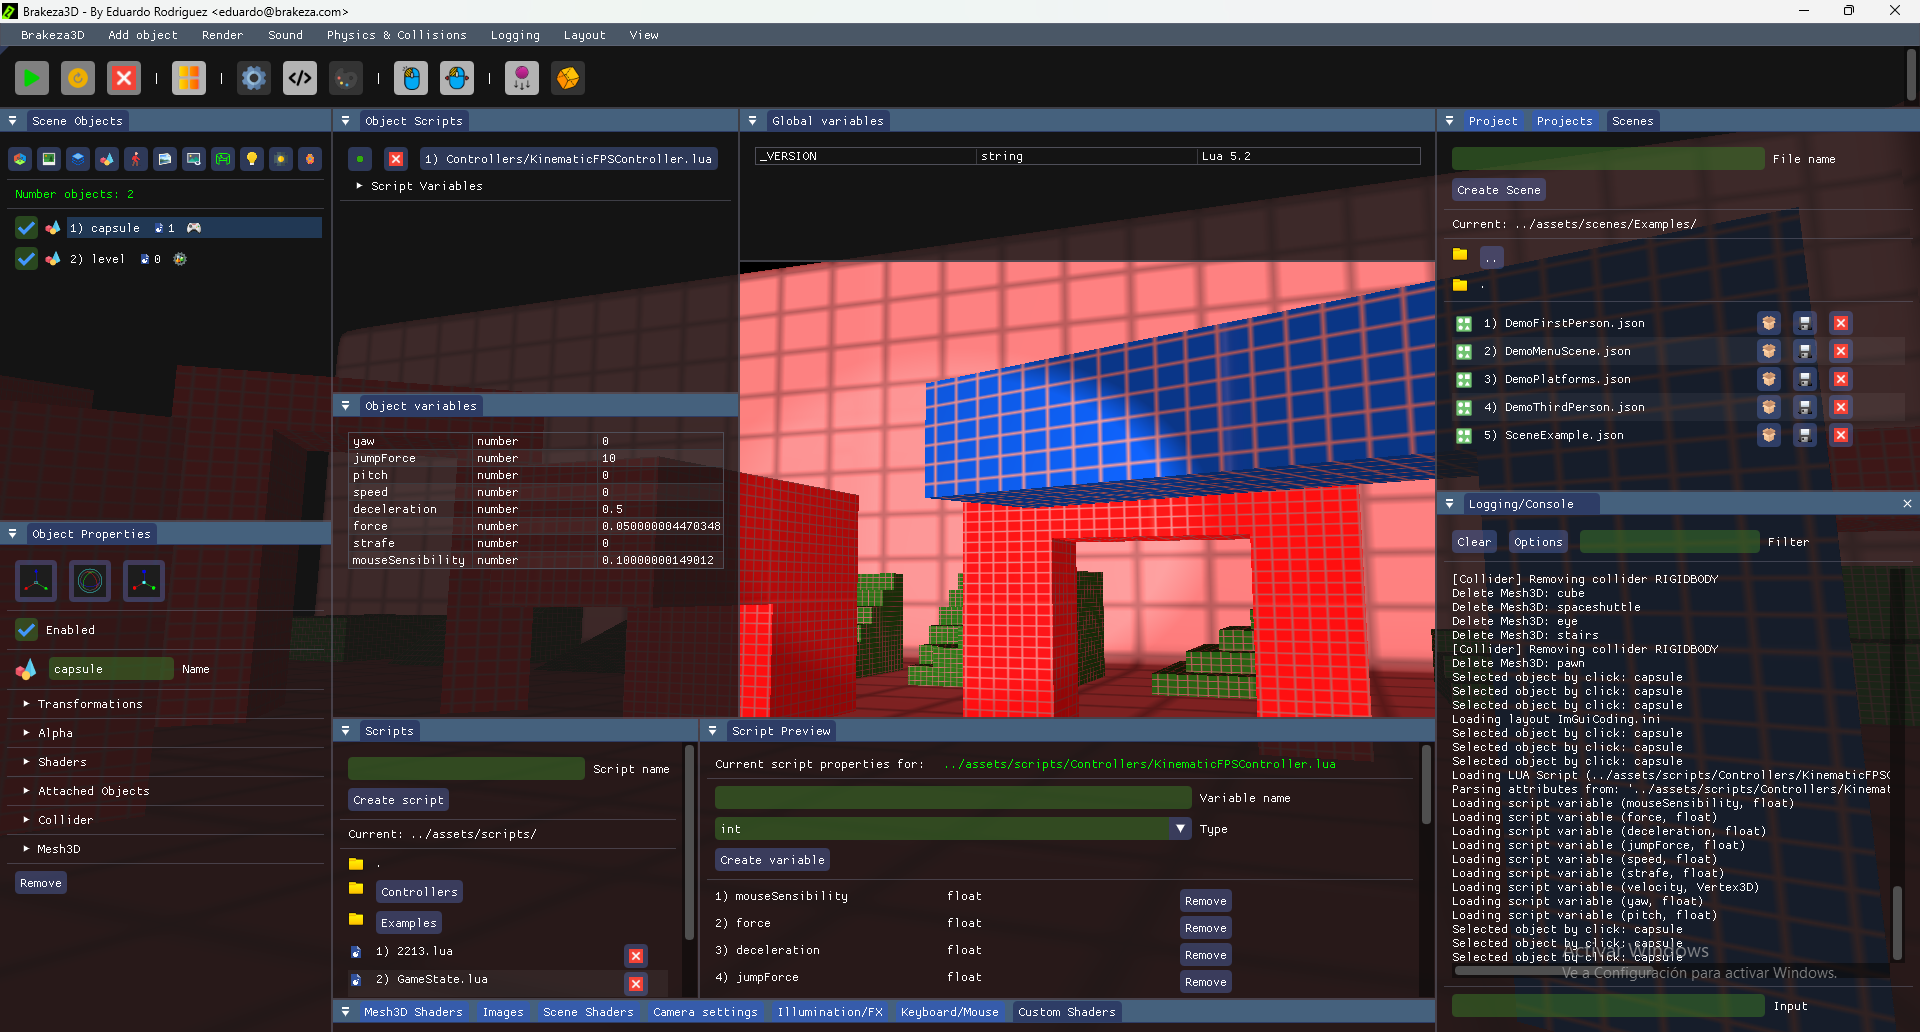 Brakeza3D - By Eduardo Rodriguez <eduardo@brakeza.com>
Brakeza3D Add object Render Sound Physics & Collisions Logging Layout View
Scene Objects
Number objects: 2
1) capsule 1
2) level 0
Object Properties
Enabled
capsule Name
Transformations
Alpha
Shaders
Attached Objects
Collider
Mesh3D
Remove
Object Scripts
1) Controllers/KinematicFPSController.lua
Script Variables
Object variables
yaw number 0
jumpForce number 10
pitch number 0
speed number 0
deceleration number 0.5
force number 0.050000004470348
strafe number 0
mouseSensibility number 0.10000000149012
Global variables
_VERSION string Lua 5.2
Scripts
Script name
Create script
Current: ../assets/scripts/
.
Controllers
Examples
1) 2213.lua
2) GameState.lua
Script Preview
Current script properties for: ../assets/scripts/Controllers/KinematicFPSController.lua
Variable name
int Type
Create variable
1) mouseSensibility float Remove
2) force float Remove
3) deceleration float Remove
4) jumpForce float Remove
Mesh3D Shaders Images Scene Shaders Camera settings Illumination/FX Keyboard/Mouse Custom Shaders
Project Projects Scenes
File name
Create Scene
Current: ../assets/scenes/Examples/
..
.
1) DemoFirstPerson.json
2) DemoMenuScene.json
3) DemoPlatforms.json
4) DemoThirdPerson.json
5) SceneExample.json
Logging/Console
Clear Options Filter
[Collider] Removing collider RIGIDBODY
Delete Mesh3D: cube
Delete Mesh3D: spaceshuttle
Delete Mesh3D: eye
Delete Mesh3D: stairs
[Collider] Removing collider RIGIDBODY
Delete Mesh3D: pawn
Selected object by click: capsule
Selected object by click: capsule
Selected object by click: capsule
Loading layout ImGuiCoding.ini
Selected object by click: capsule
Selected object by click: capsule
Selected object by click: capsule
Loading LUA Script (../assets/scripts/Controllers/KinematicFPSC
Parsing attributes from: '../assets/scripts/Controllers/Kinemat
Loading script variable (mouseSensibility, float)
Loading script variable (force, float)
Loading script variable (deceleration, float)
Loading script variable (jumpForce, float)
Loading script variable (speed, float)
Loading script variable (strafe, float)
Loading script variable (velocity, Vertex3D)
Loading script variable (yaw, float)
Loading script variable (pitch, float)
Selected object by click: capsule
Selected object by click: capsule
Selected object by click: capsule
Activar Windows
Ve a Configuración para activar Windows.
Input